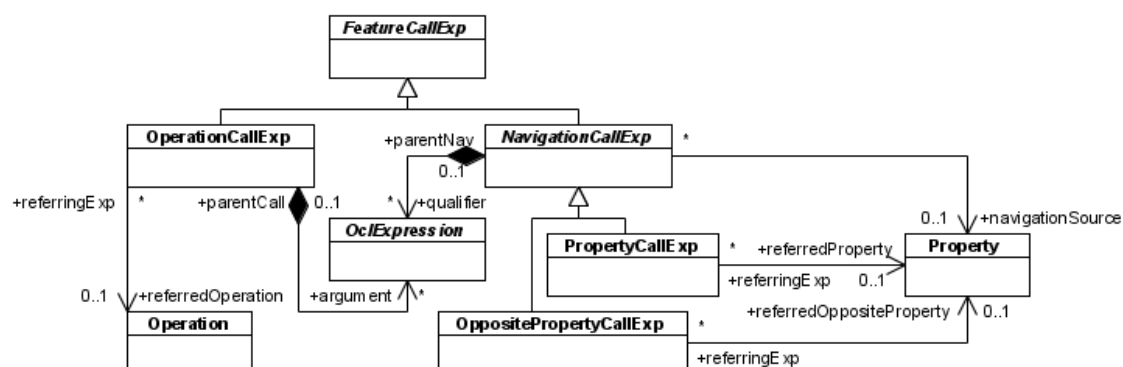 FeatureCallExp
OperationCallExp
+parentNav
NavigationCallExp
*
0..1
+referringExp
*
+parentCall
0..1
*
+qualifier
OclExpression
0..1
+navigationSource
PropertyCallExp
*
+referredProperty
Property
+referringExp
0..1
0..1
+referredOperation
+argument
*
+referredOppositeProperty
0..1
Operation
OppositePropertyCallExp
*
+referringExp